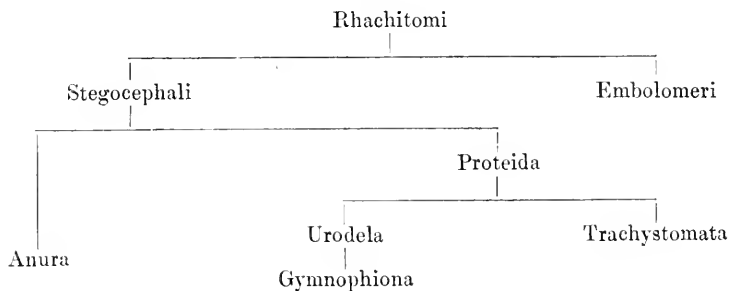 Rhachitomi
Stegocephali
Embolomeri
Proteida
Urodela
Trachystomata
Anura
Gymnophiona